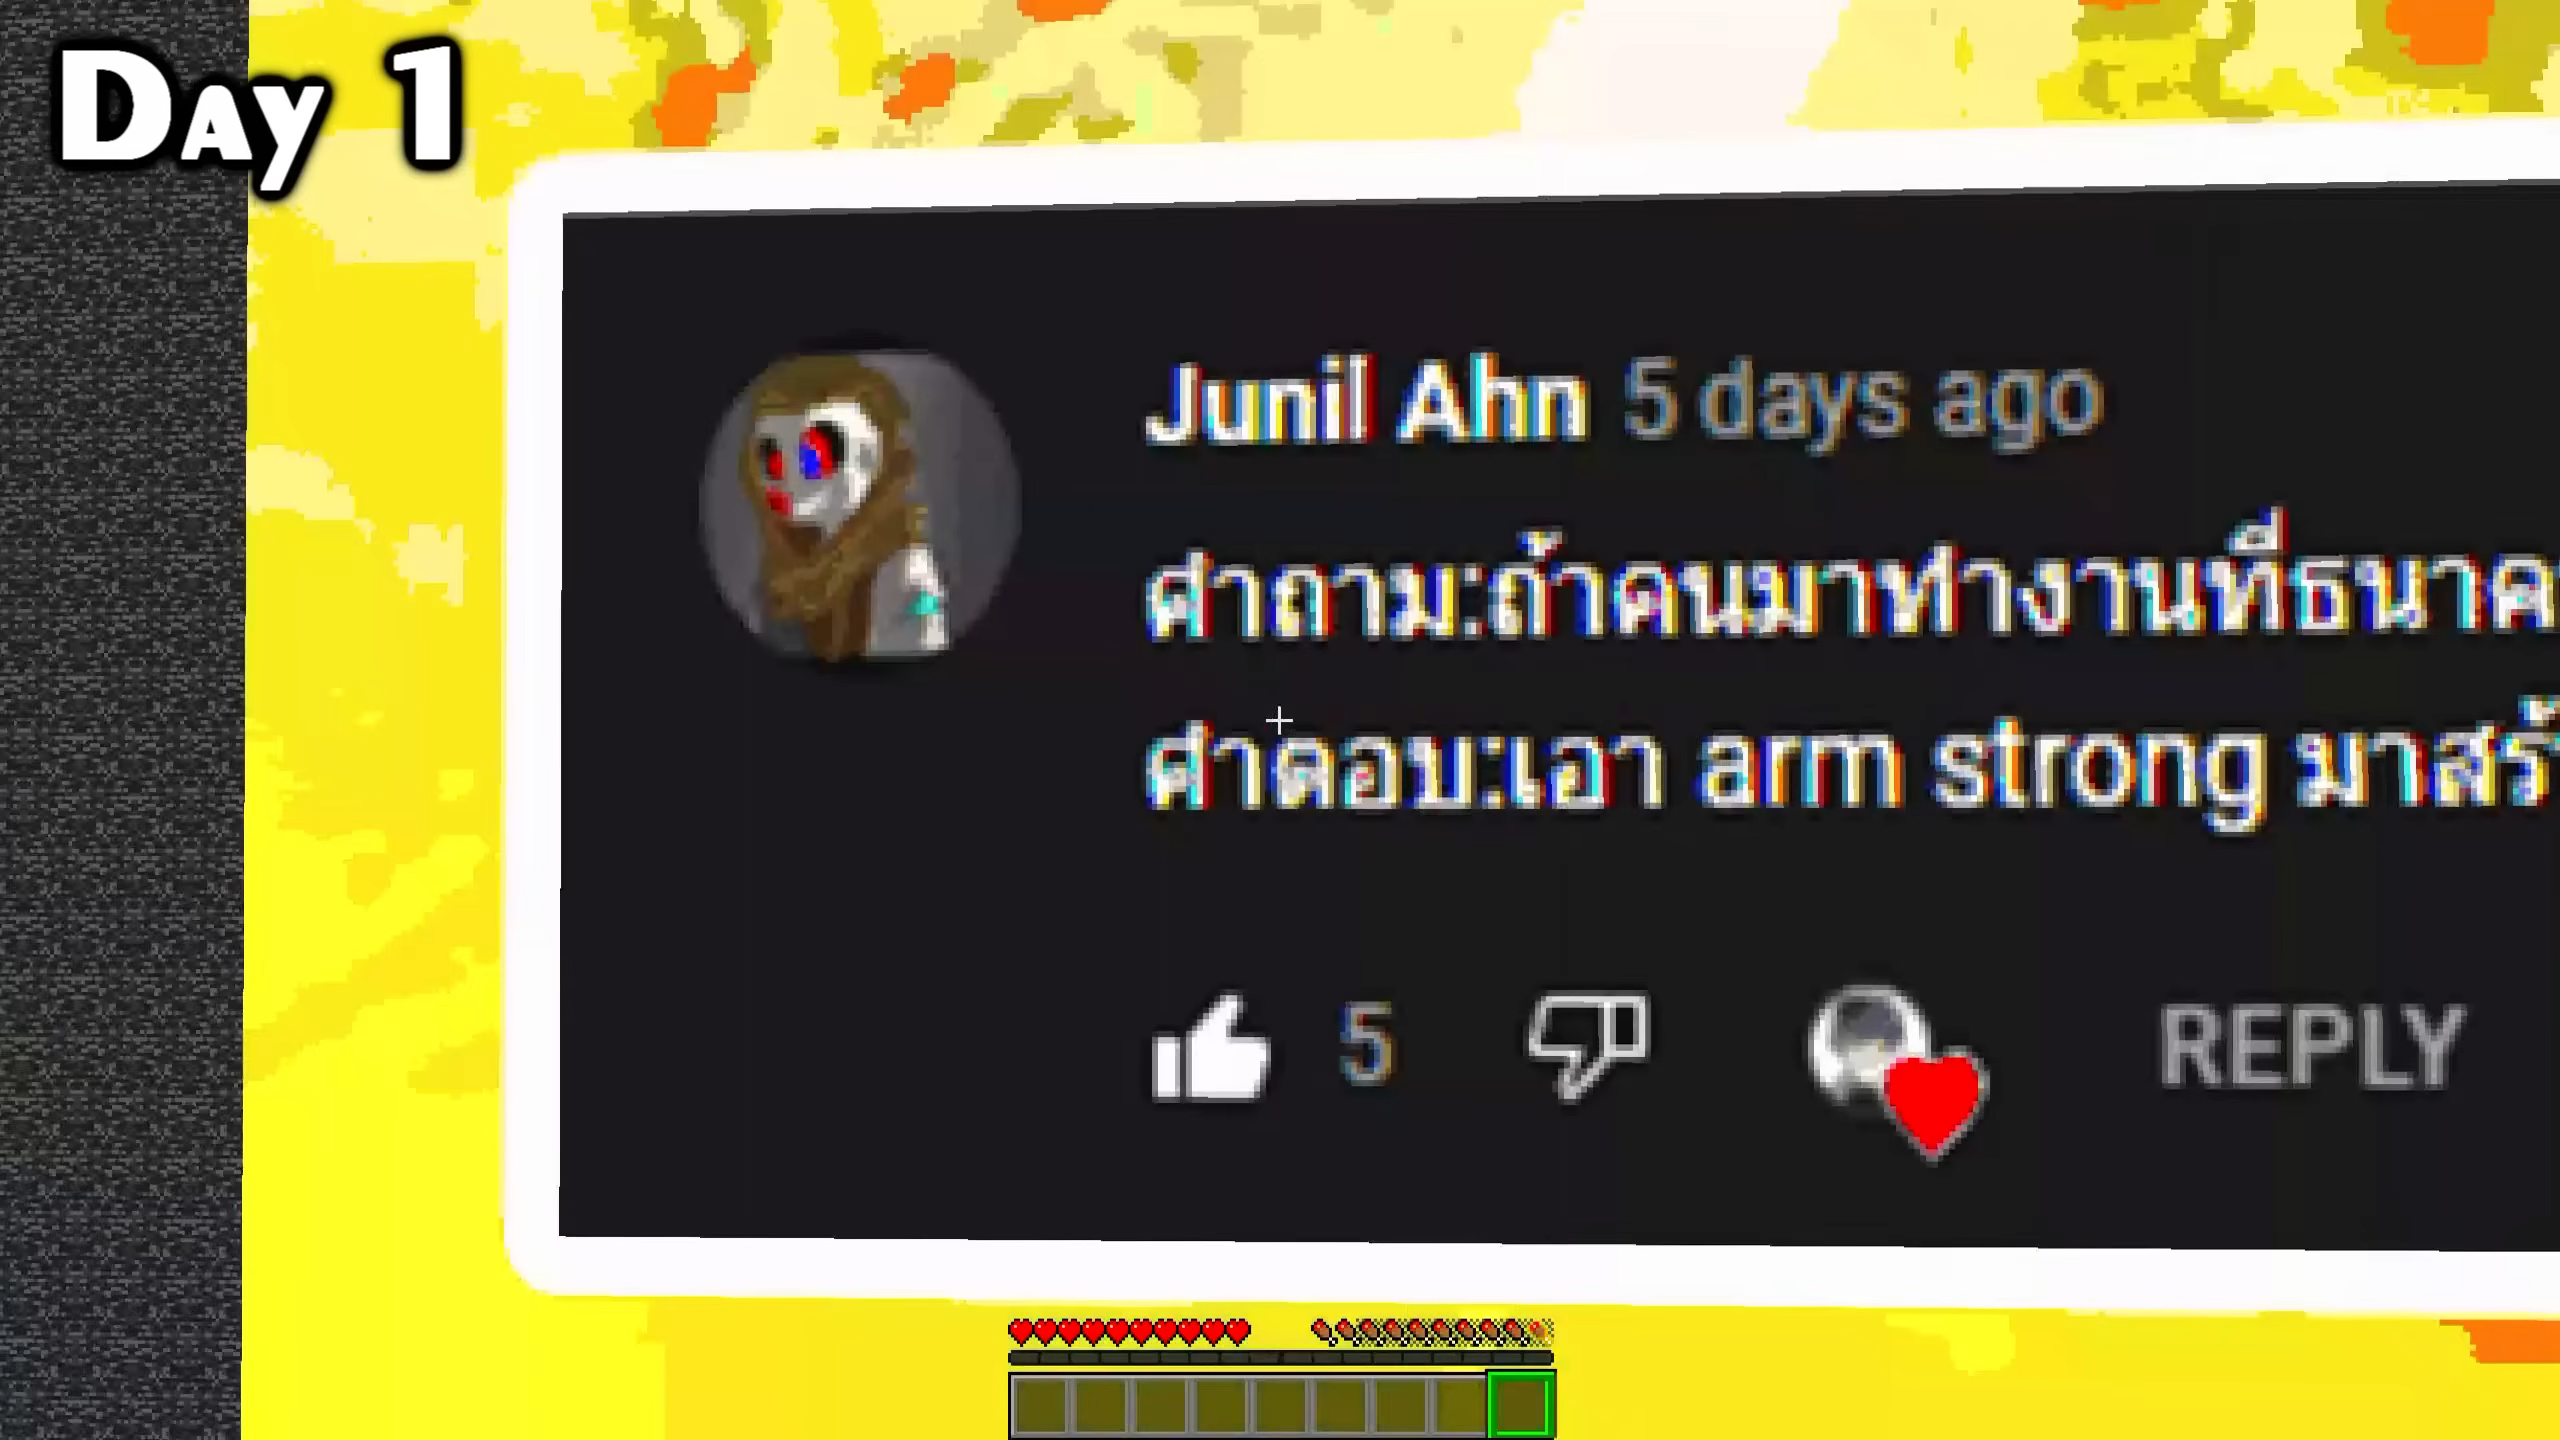 Day 1
Junil Ahn 5 days ago
คำถาม:ถ้าคนมาทำงานที่ธนาค
คำตอบ:เอา arm strong มาสร้
5
REPLY